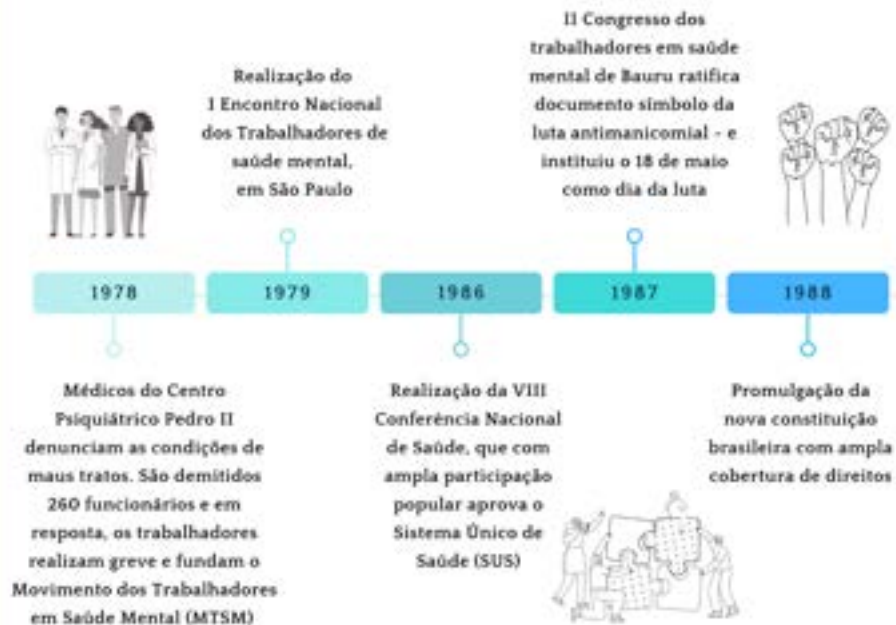 Realização do
I Encontro Nacional
dos Trabalhadores de
saúde mental,
em São Paulo
II Congresso dos
trabalhadores em saúde
mental de Bauru ratifica
documento símbolo da
luta antimanicomial - e
instituiu o 18 de maio
como dia da luta
1978
1979
1986
1987
1988
Médicos do Centro
Psiquiátrico Pedro II
denunciam as condições de
maus tratos. São demitidos
260 funcionários e em
resposta, os trabalhadores
realizam greve e fundam o
Movimento dos Trabalhadores
em Saúde Mental (MTSM)
Realização da VIII
Conferência Nacional
de Saúde, que com
ampla participação
popular aprova o
Sistema Único de
Saúde (SUS)
Promulgação da
nova constituição
brasileira com ampla
cobertura de direitos